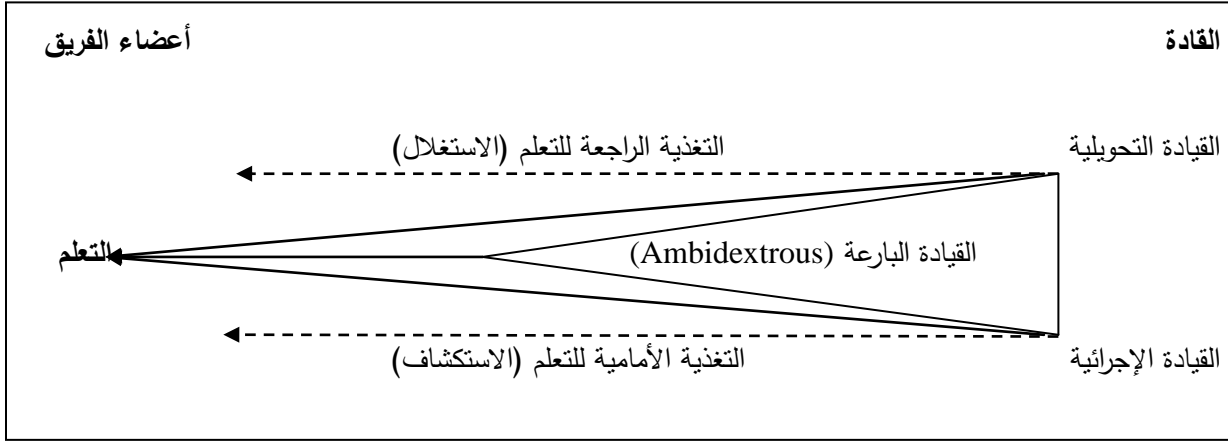 القادة
أعضاء الفريق
القيادة التحويلية
التغذية الراجعة للتعلم (الاستغلال)
القيادة البارعة (Ambidextrous)
التعلم
القيادة الإجرائية
التغذية الأمامية للتعلم (الاستكشاف)